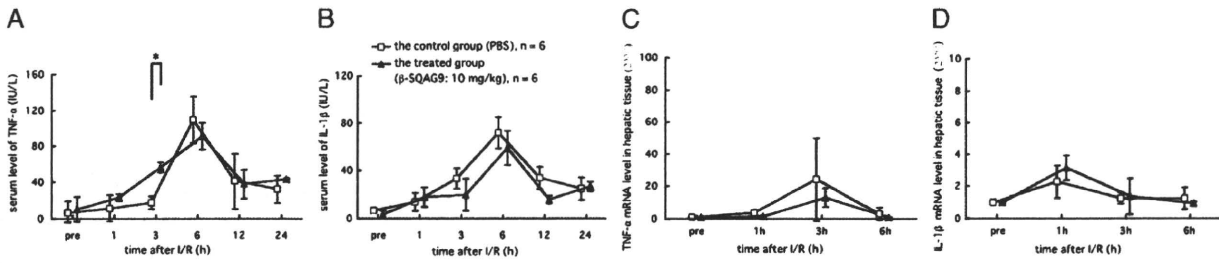 A
B
C
D
*
160
120
80
40
0
serum level of TNF-α (IU/L)
pre 1 3 6 12 24
time after I/R (h)
the control group (PBS), n = 6
the treated group
(β-SQAG9: 10 mg/kg), n = 6
120
80
40
0
serum level of IL-1β (IU/L)
pre 1 3 6 12 24
time after I/R (h)
100
80
60
40
20
0
TNF-α mRNA level in hepatic tissue
pre 1h 3h 6h
time after I/R (h)
10
8
6
4
2
0
IL-1β mRNA level in hepatic tissue
pre 1h 3h 6h
time after I/R (h)